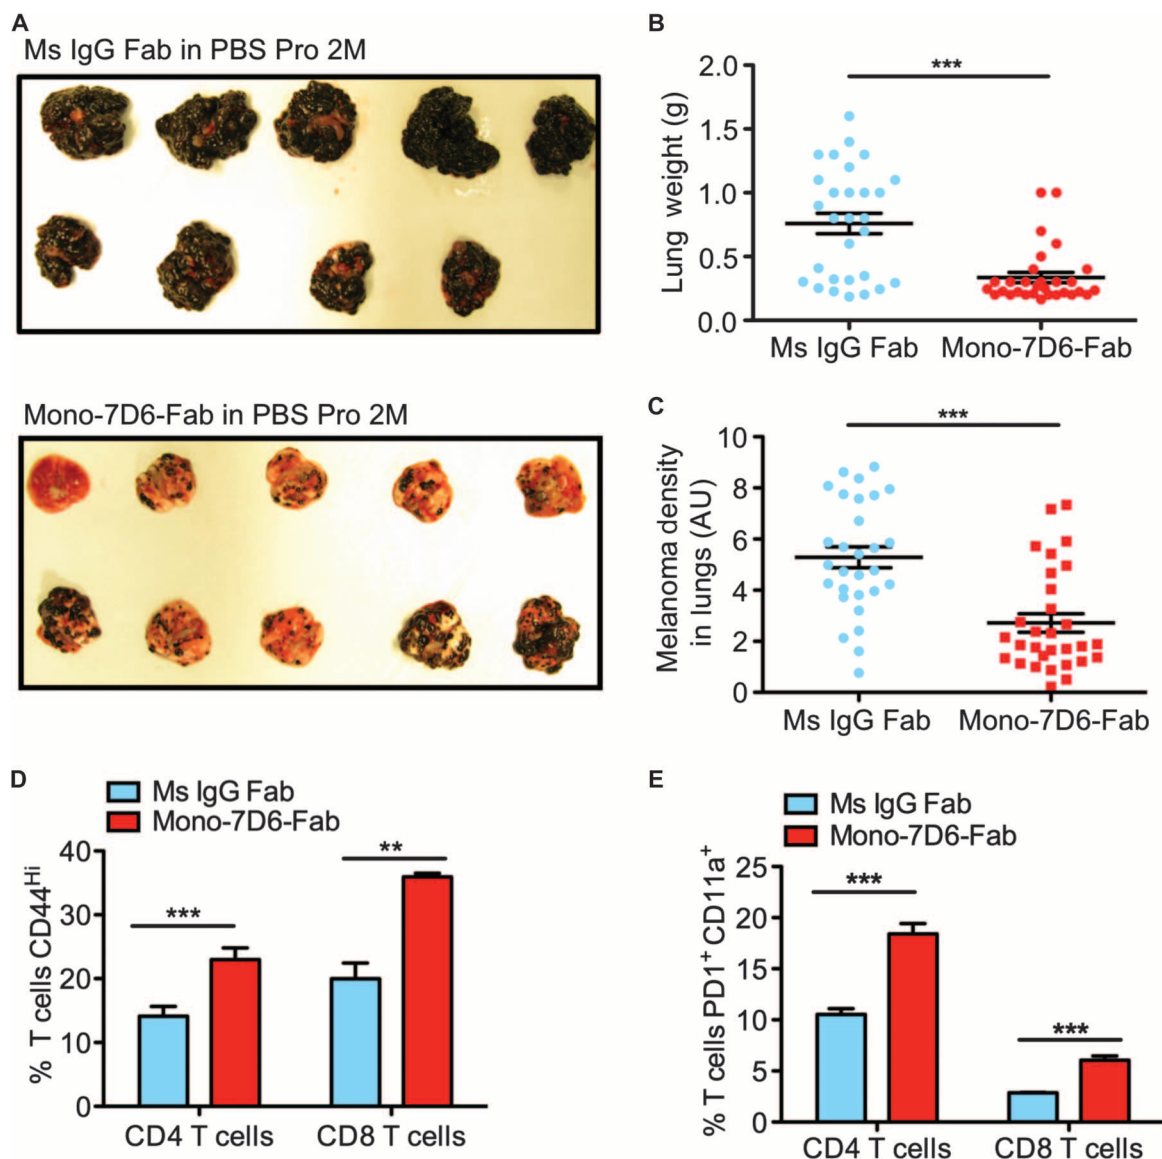 A
Ms IgG Fab in PBS Pro 2M
Mono-7D6-Fab in PBS Pro 2M
B
Lung weight (g)
2.0
1.5
1.0
0.5
0.0
***
Ms IgG Fab
Mono-7D6-Fab
C
Melanoma density
in lungs (AU)
10
8
6
4
2
0
***
Ms IgG Fab
Mono-7D6-Fab
D
Ms IgG Fab
Mono-7D6-Fab
% T cells CD44Hi
40
30
20
10
0
***
**
CD4 T cells
CD8 T cells
E
Ms IgG Fab
Mono-7D6-Fab
% T cells PD1+ CD11a+
25
20
15
10
5
0
***
***
CD4 T cells
CD8 T cells